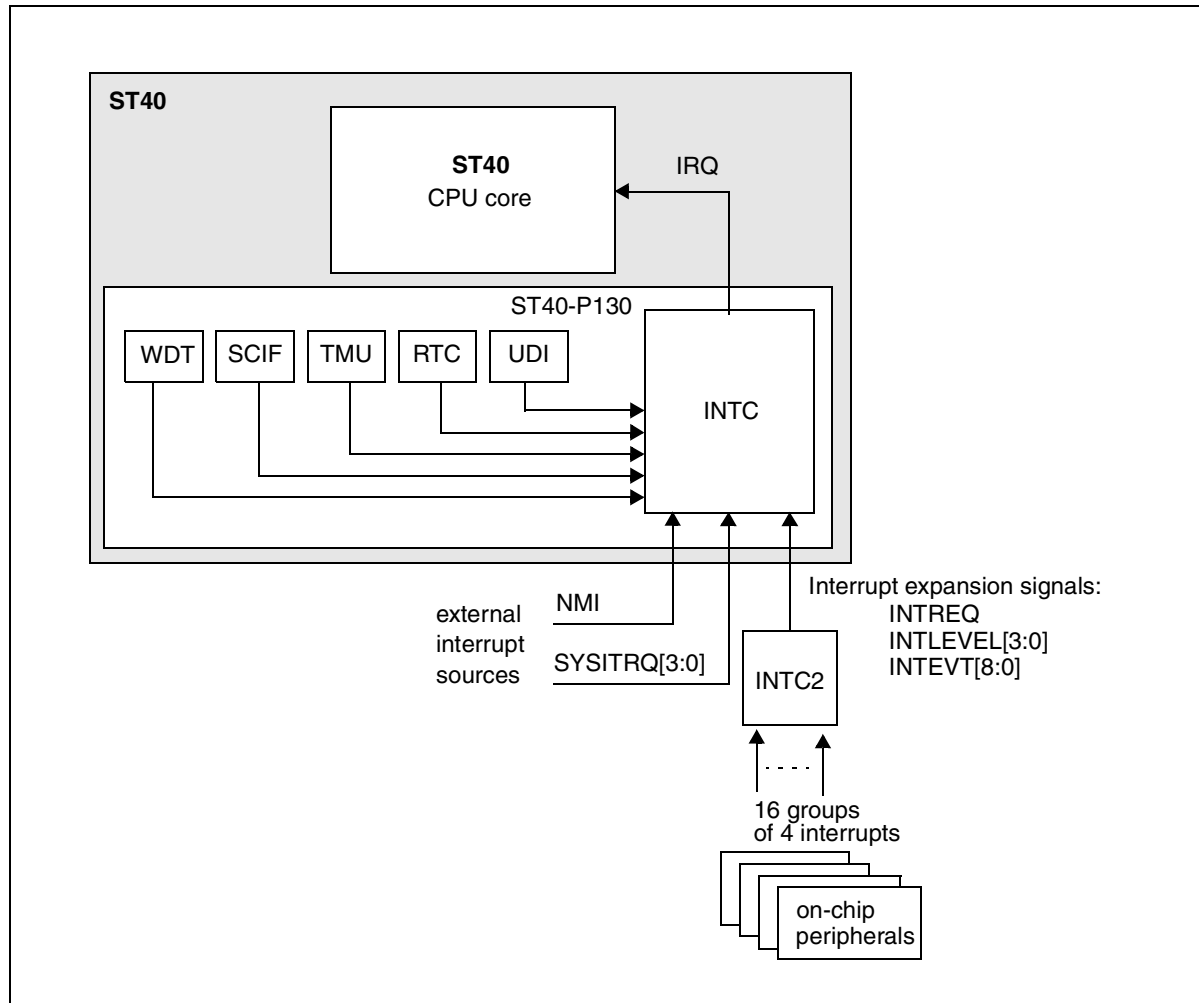 ST40
ST40
CPU core
IRQ
ST40-P130
WDT
SCIF
TMU
RTC
UDI
INTC
external
interrupt
sources
NMI
SYSITRQ[3:0]
Interrupt expansion signals:
INTREQ
INTLEVEL[3:0]
INTEVT[8:0]
INTC2
16 groups
of 4 interrupts
on-chip
peripherals